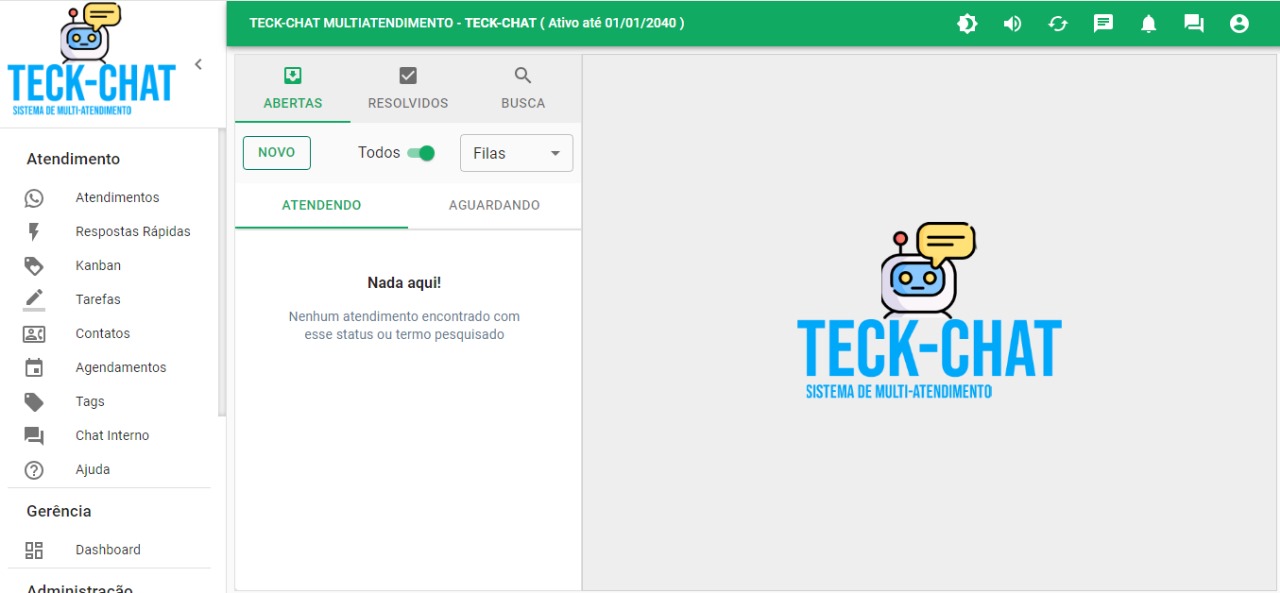 TECK-CHAT
SISTEMA DE MULTI-ATENDIMENTO
TECK-CHAT MULTIATENDIMENTO - TECK-CHAT ( Ativo até 01/01/2040 )
Atendimento
Atendimentos
Respostas Rápidas
Kanban
Tarefas
Contatos
Agendamentos
Tags
Chat Interno
Ajuda
Gerência
Dashboard
Administração
ABERTAS
RESOLVIDOS
BUSCA
NOVO
Todos
Filas
ATENDENDO
AGUARDANDO
Nada aqui!
Nenhum atendimento encontrado com
esse status ou termo pesquisado
TECK-CHAT
SISTEMA DE MULTI-ATENDIMENTO